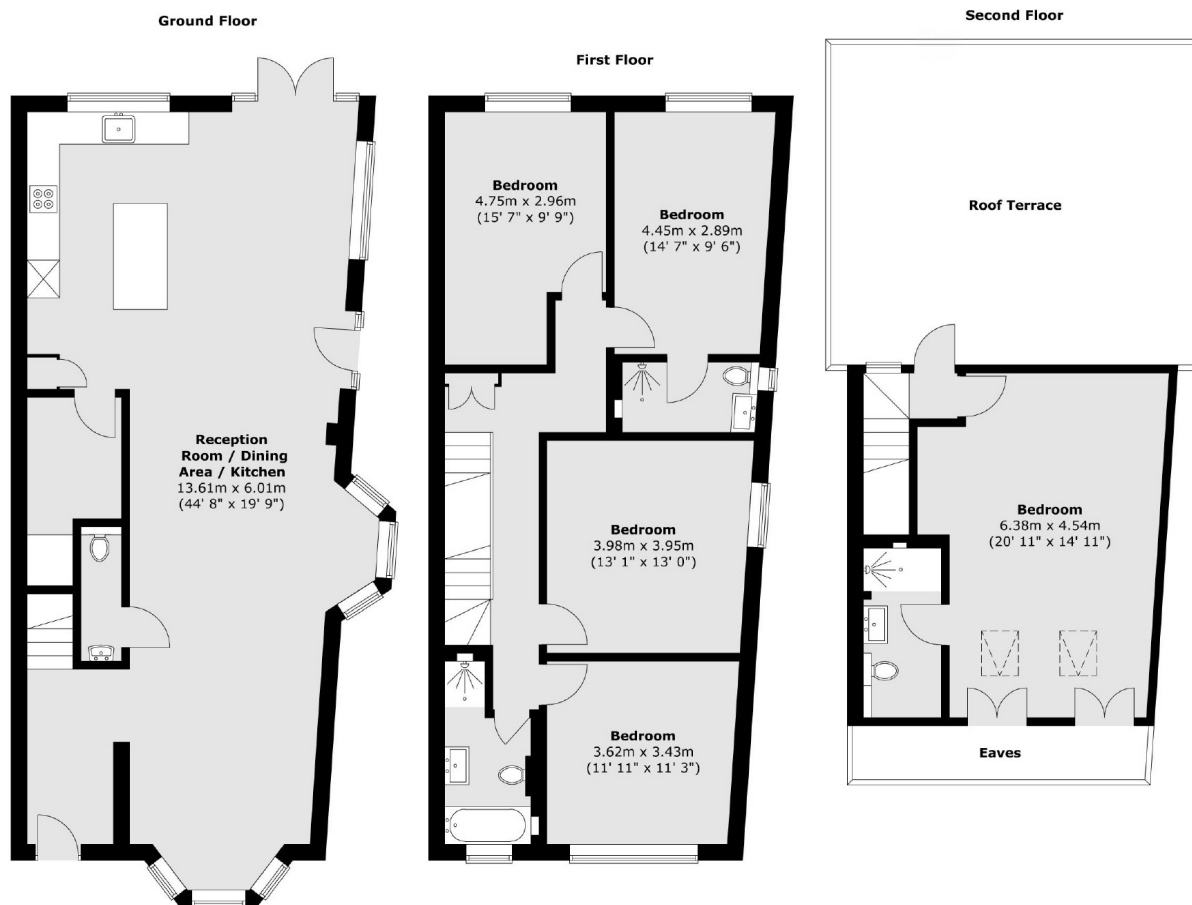 Ground Floor
Reception
Room / Dining
Area / Kitchen
13.61m x 6.01m
(44' 8" x 19' 9")
First Floor
Bedroom
4.75m x 2.96m
(15' 7" x 9' 9")
Bedroom
4.45m x 2.89m
(14' 7" x 9' 6")
Bedroom
3.98m x 3.95m
(13' 1" x 13' 0")
Bedroom
3.62m x 3.43m
(11' 11" x 11' 3")
Second Floor
Roof Terrace
Bedroom
6.38m x 4.54m
(20' 11" x 14' 11")
Eaves